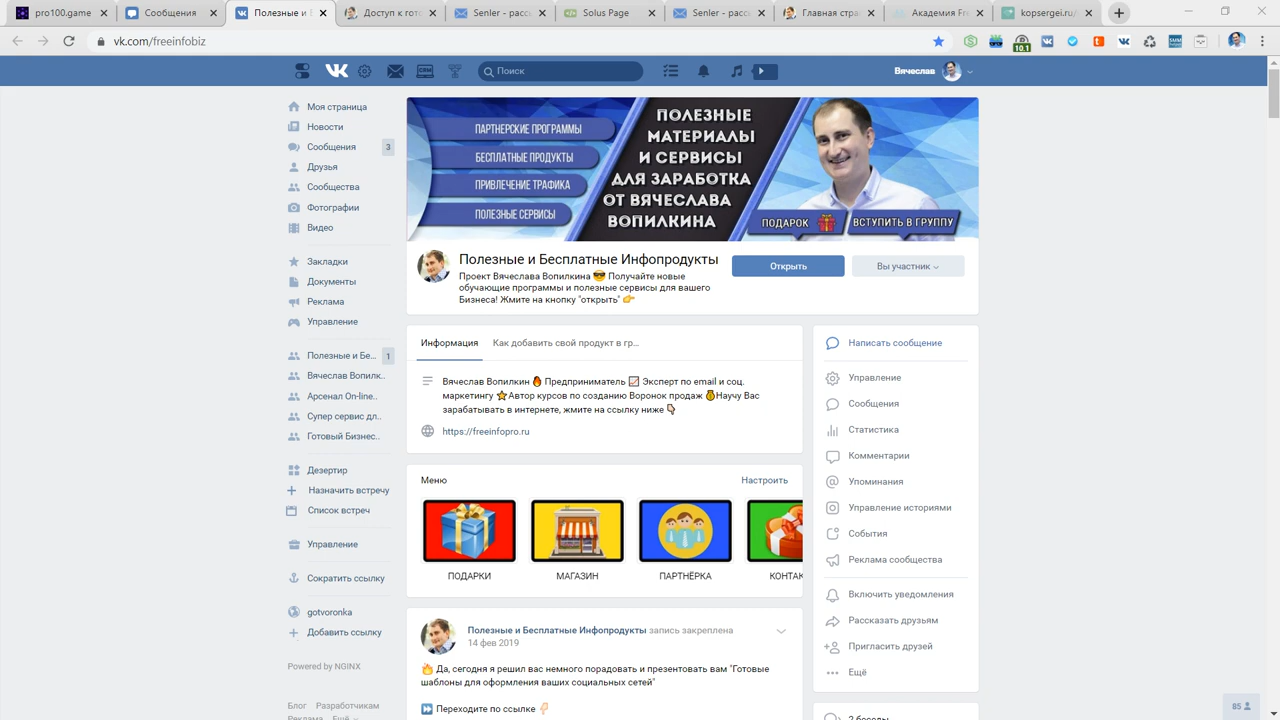 pro100.game
Сообщения
Полезные и Б
Доступ к гото
Senler - расс
Solus Page
Senler - расс
Главная стра
Академия Fre
kopsergei.ru/
vk.com/freeinfobiz
10.1
CRM
Поиск
Вячеслав
Моя страница
Новости
Сообщения 3
Друзья
Сообщества
Фотографии
Видео
Закладки
Документы
Реклама
Управление
Полезные и Бе... 1
Вячеслав Вопилк..
Арсенал On-line..
Супер сервис дл..
Готовый Бизнес..
Дезертир
Назначить встречу
Список встреч
Управление
Сократить ссылку
gotvoronka
Добавить ссылку
Powered by NGINX
Блог Разработчикам
Реклама Ещё
ПАРТНЕРСКИЕ ПРОГРАММЫ
БЕСПЛАТНЫЕ ПРОДУКТЫ
ПРИВЛЕЧЕНИЕ ТРАФИКА
ПОЛЕЗНЫЕ СЕРВИСЫ
ПОЛЕЗНЫЕ
МАТЕРИАЛЫ
И СЕРВИСЫ
ДЛЯ ЗАРАБОТКА
ОТ ВЯЧЕСЛАВА
ВОПИЛКИНА
ПОДАРОК
ВСТУПИТЬ В ГРУППУ
Полезные и Бесплатные Инфопродукты
Проект Вячеслава Вопилкина 😎 Получайте новые
обучающие программы и полезные сервисы для вашего
Бизнеса! Жмите на кнопку "открыть" 👉
Открыть
Вы участник
Информация
Как добавить свой продукт в гр...
Вячеслав Вопилкин 🔥 Предприниматель 📈 Эксперт по email и соц.
маркетингу ⭐Автор курсов по созданию Воронок продаж 💰Научу Вас
зарабатывать в интернете, жмите на ссылку ниже 👇
https://freeinfopro.ru
Меню
Настроить
ПОДАРКИ
МАГАЗИН
ПАРТНЁРКА
КОНТАК
Полезные и Бесплатные Инфопродукты запись закреплена
14 фев 2019
🔥 Да, сегодня я решил вас немного порадовать и презентовать вам "Готовые
шаблоны для оформления ваших социальных сетей"
⏩ Переходите по ссылке 👇
Написать сообщение
Управление
Сообщения
Статистика
Комментарии
Упоминания
Управление историями
События
Реклама сообщества
Включить уведомления
Рассказать друзьям
Пригласить друзей
Ещё
2 беседы
85